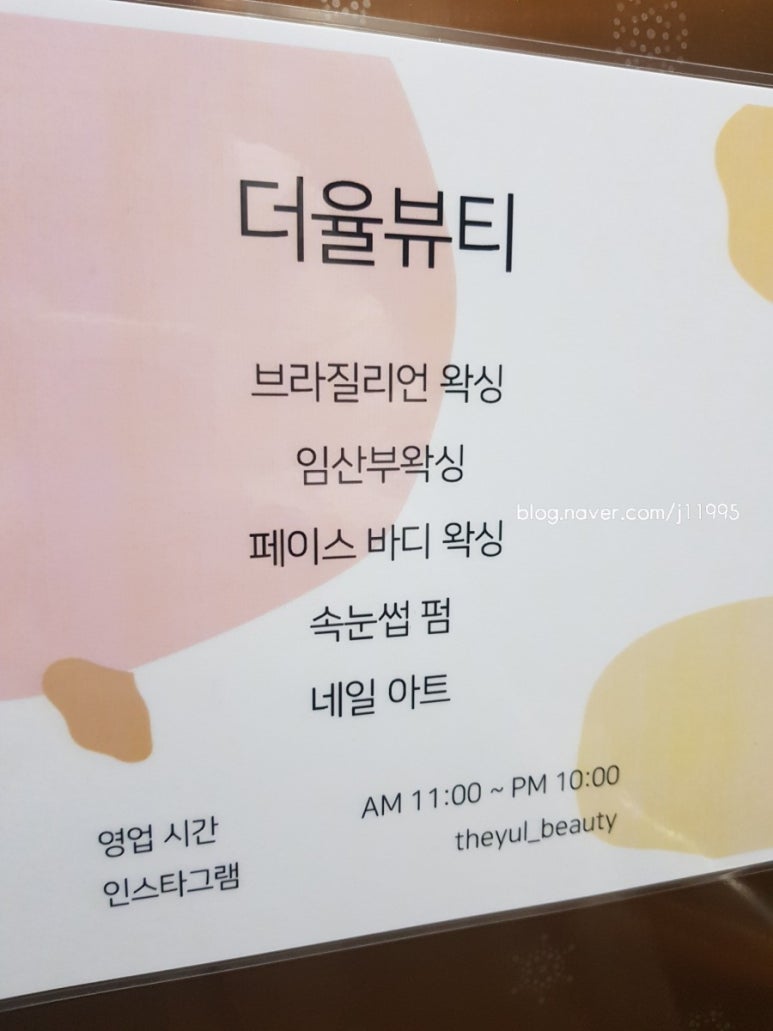 더율뷰티
브라질리언 왁싱
임산부왁싱
페이스 바디 왁싱
속눈썹 펌
네일 아트
영업 시간 AM 11:00 ~ PM 10:00
인스타그램 theyul_beauty
blog.naver.com/j11995